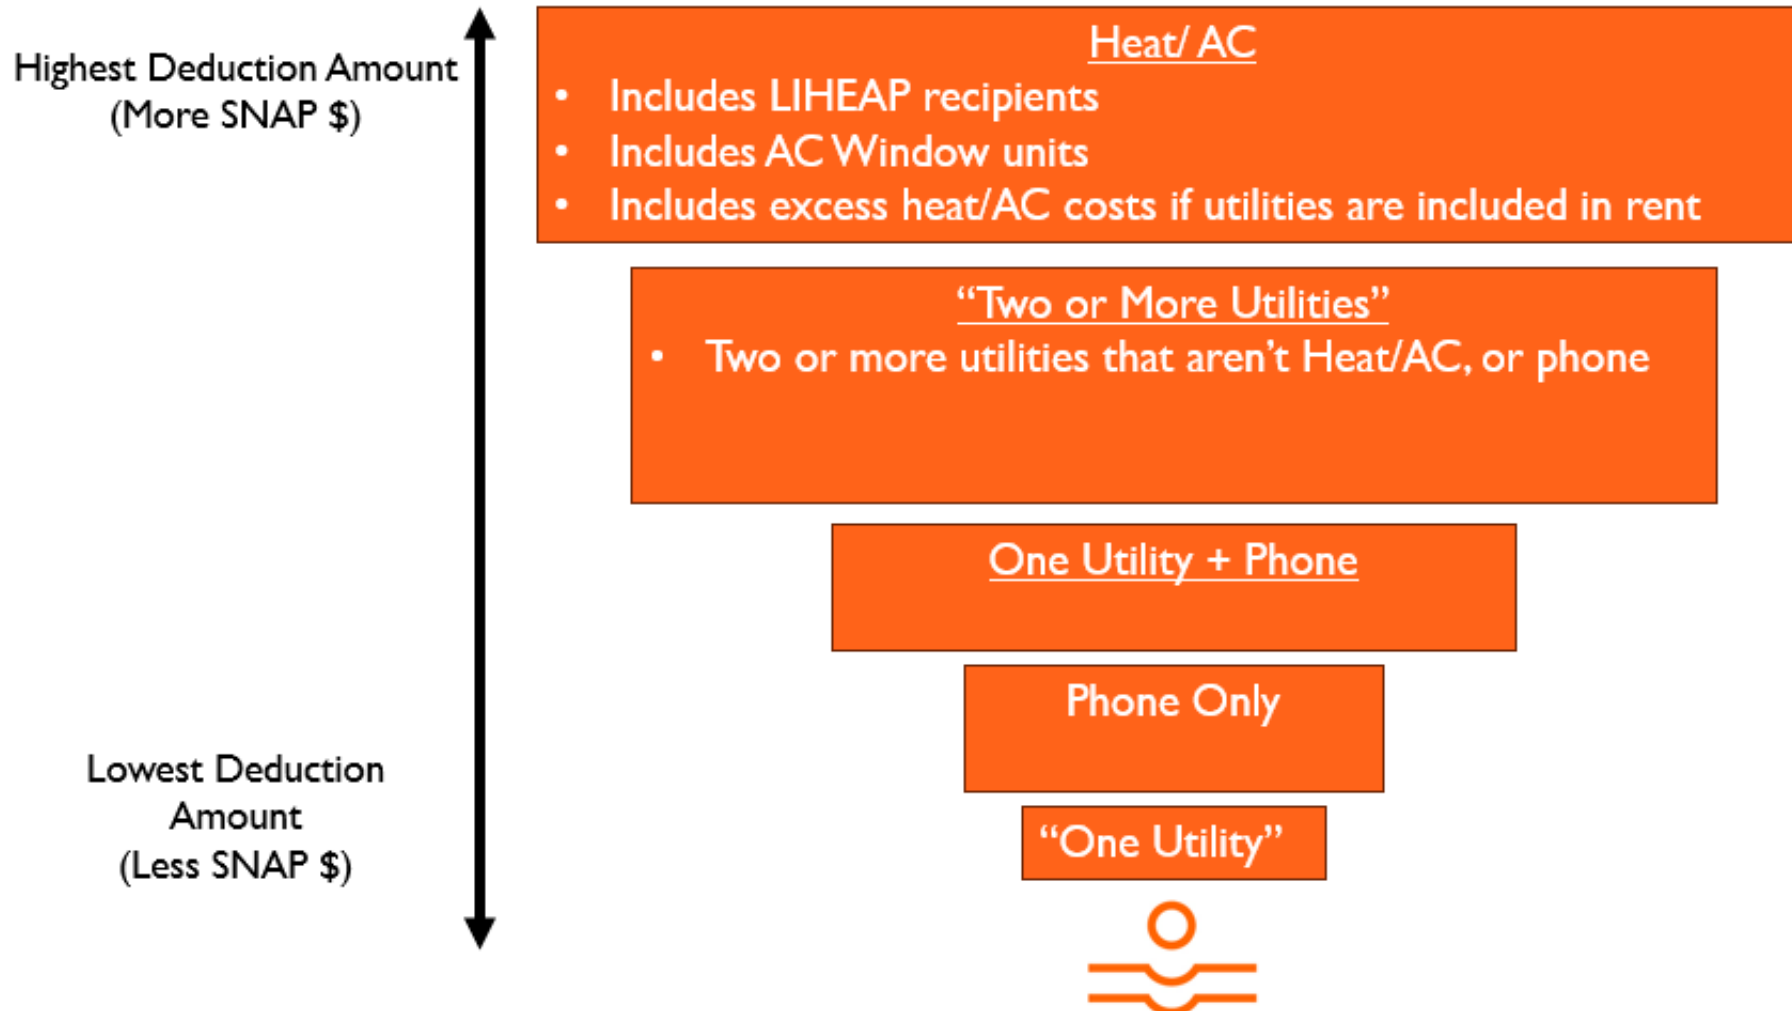 Highest Deduction Amount
(More SNAP $)
Heat/ AC
• Includes LIHEAP recipients
• Includes AC Window units
• Includes excess heat/AC costs if utilities are included in rent
“Two or More Utilities”
• Two or more utilities that aren’t Heat/AC, or phone
One Utility + Phone
Phone Only
Lowest Deduction
Amount
(Less SNAP $)
“One Utility”